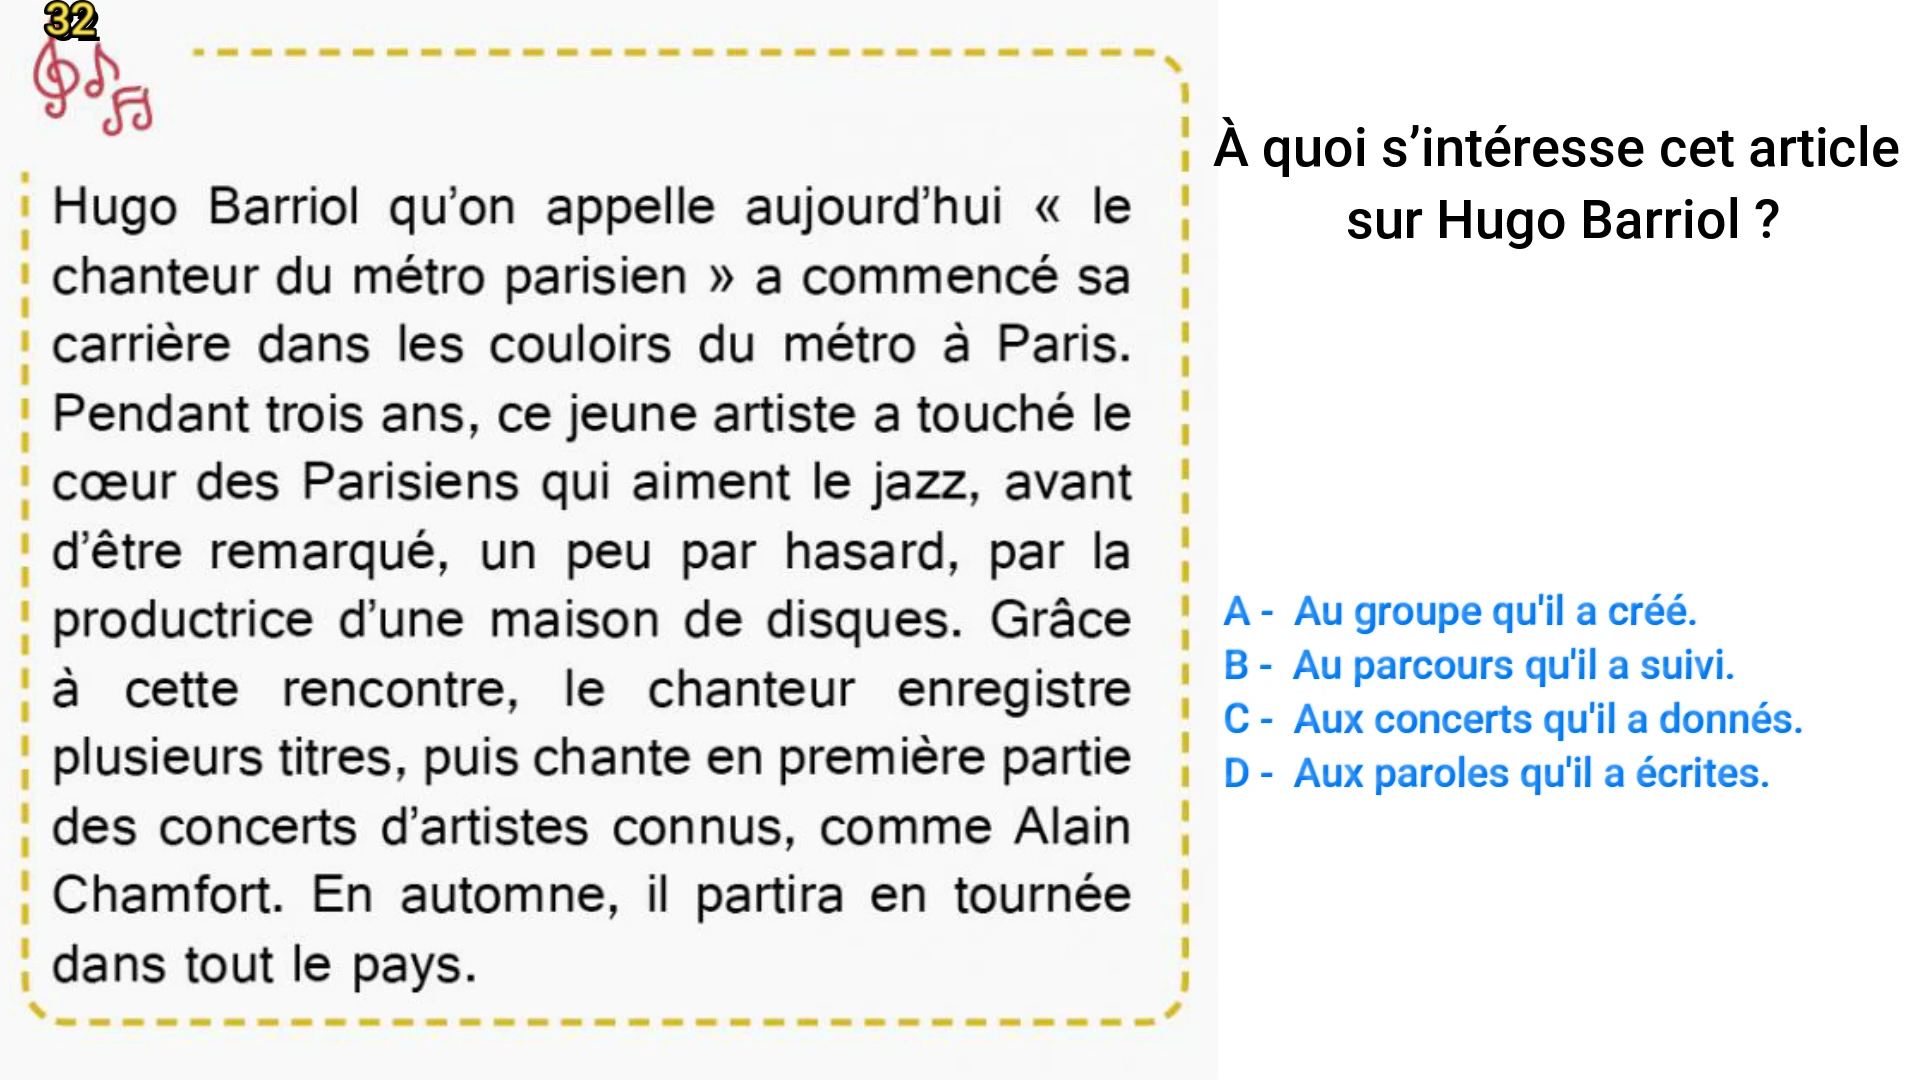 32
Hugo Barriol qu’on appelle aujourd’hui « le
chanteur du métro parisien » a commencé sa
carrière dans les couloirs du métro à Paris.
Pendant trois ans, ce jeune artiste a touché le
cœur des Parisiens qui aiment le jazz, avant
d’être remarqué, un peu par hasard, par la
productrice d’une maison de disques. Grâce
à cette rencontre, le chanteur enregistre
plusieurs titres, puis chante en première partie
des concerts d’artistes connus, comme Alain
Chamfort. En automne, il partira en tournée
dans tout le pays.
À quoi s’intéresse cet article
sur Hugo Barriol ?
A - Au groupe qu'il a créé.
B - Au parcours qu'il a suivi.
C - Aux concerts qu'il a donnés.
D - Aux paroles qu'il a écrites.